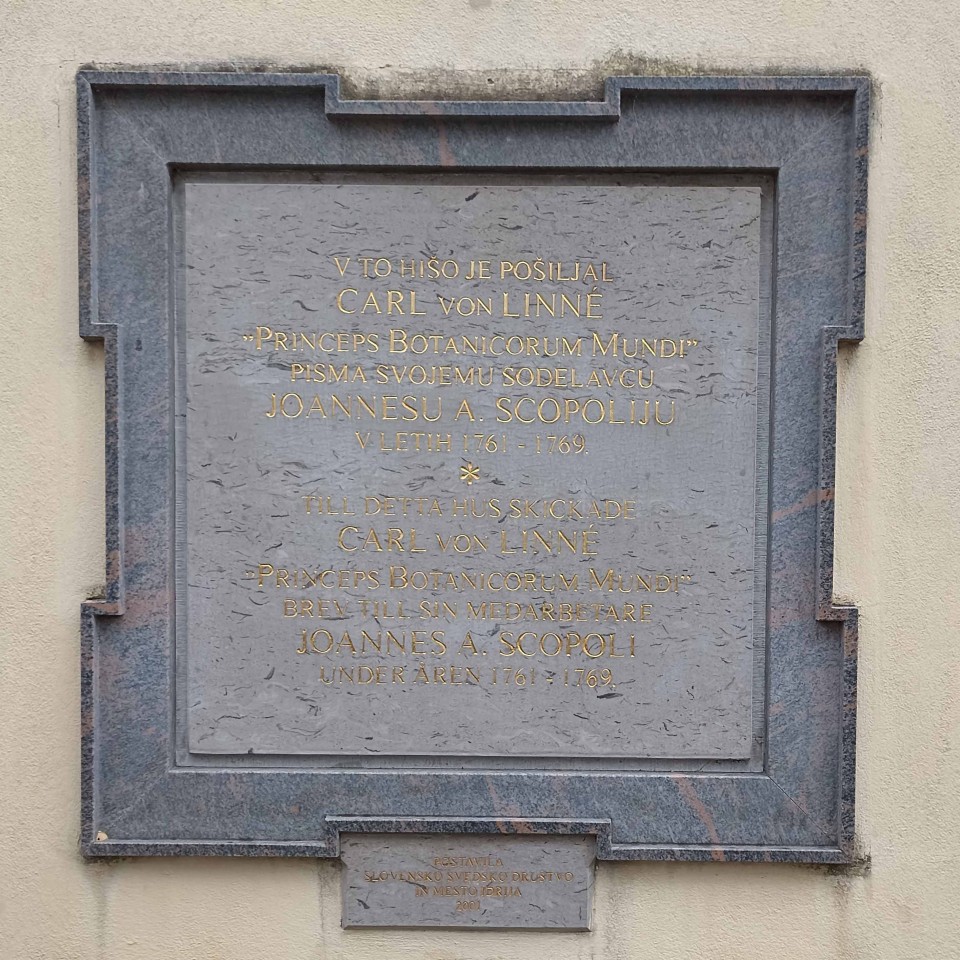 V TO HIŠO JE POŠILJAL
CARL VON LINNÉ
”PRINCEPS BOTANICORUM MUNDI”
PISMA SVOJEMU SODELAVCU
JOANNESU A. SCOPOLIJU
V LETIH 1761 - 1769.
*
TILL DETTA HUS SKICKADE
CARL VON LINNÉ
”PRINCEPS BOTANICORUM MUNDI”
BREV TILL SIN MEDARBETARE
JOANNES A. SCOPOLI
UNDER ÅREN 1761 - 1769.
POSTAVILA
SLOVENSKO ŠVEDSKO DRUŠTVO
IN MESTO IDRIJA
2001